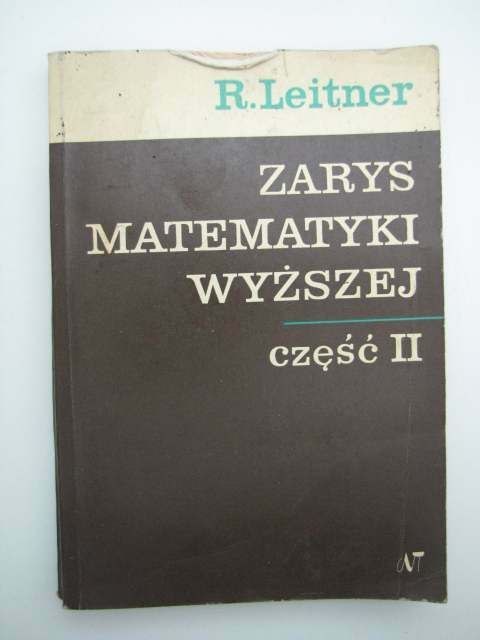 R.Leitner
ZARYS
MATEMATYKI
WYŻSZEJ
część II